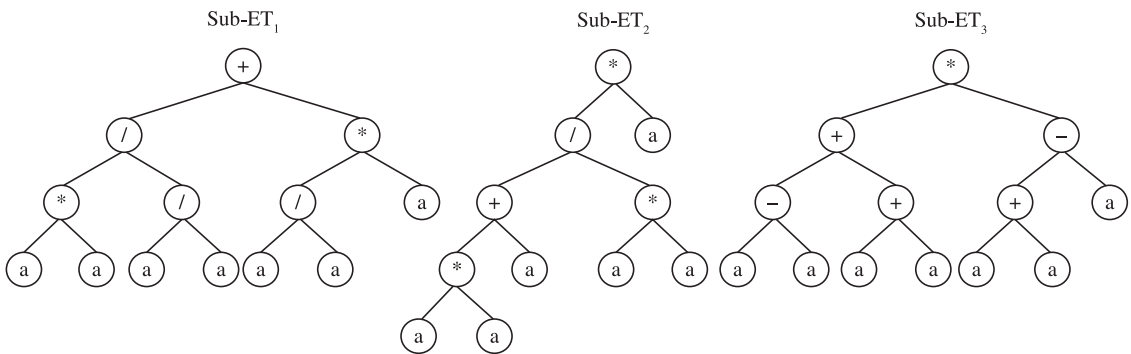 Sub-ET1 Sub-ET2 Sub-ET3
+ * *
/ * / a + −
* / / a + * − + + a
a a a a a a * a a a a a a a a a
a a